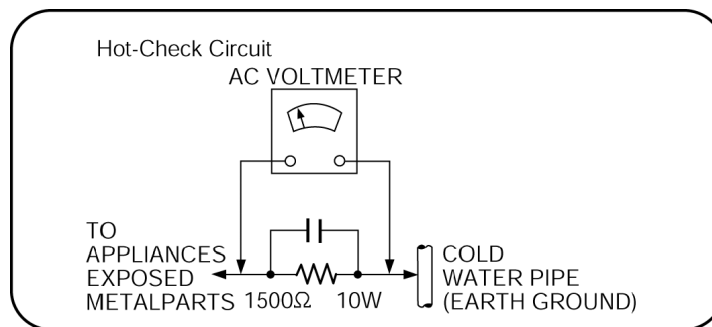 Hot-Check Circuit
AC VOLTMETER
TO
APPLIANCES
EXPOSED
METALPARTS
1500Ω
10W
COLD
WATER PIPE
(EARTH GROUND)